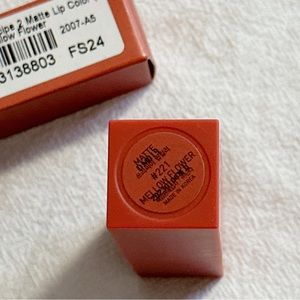 ipe 2 Matte Lip Color
low Flower
2007-A5
3138803
FS24
MATTE
#221
MELLOW FLOWER
MADE IN KOREA